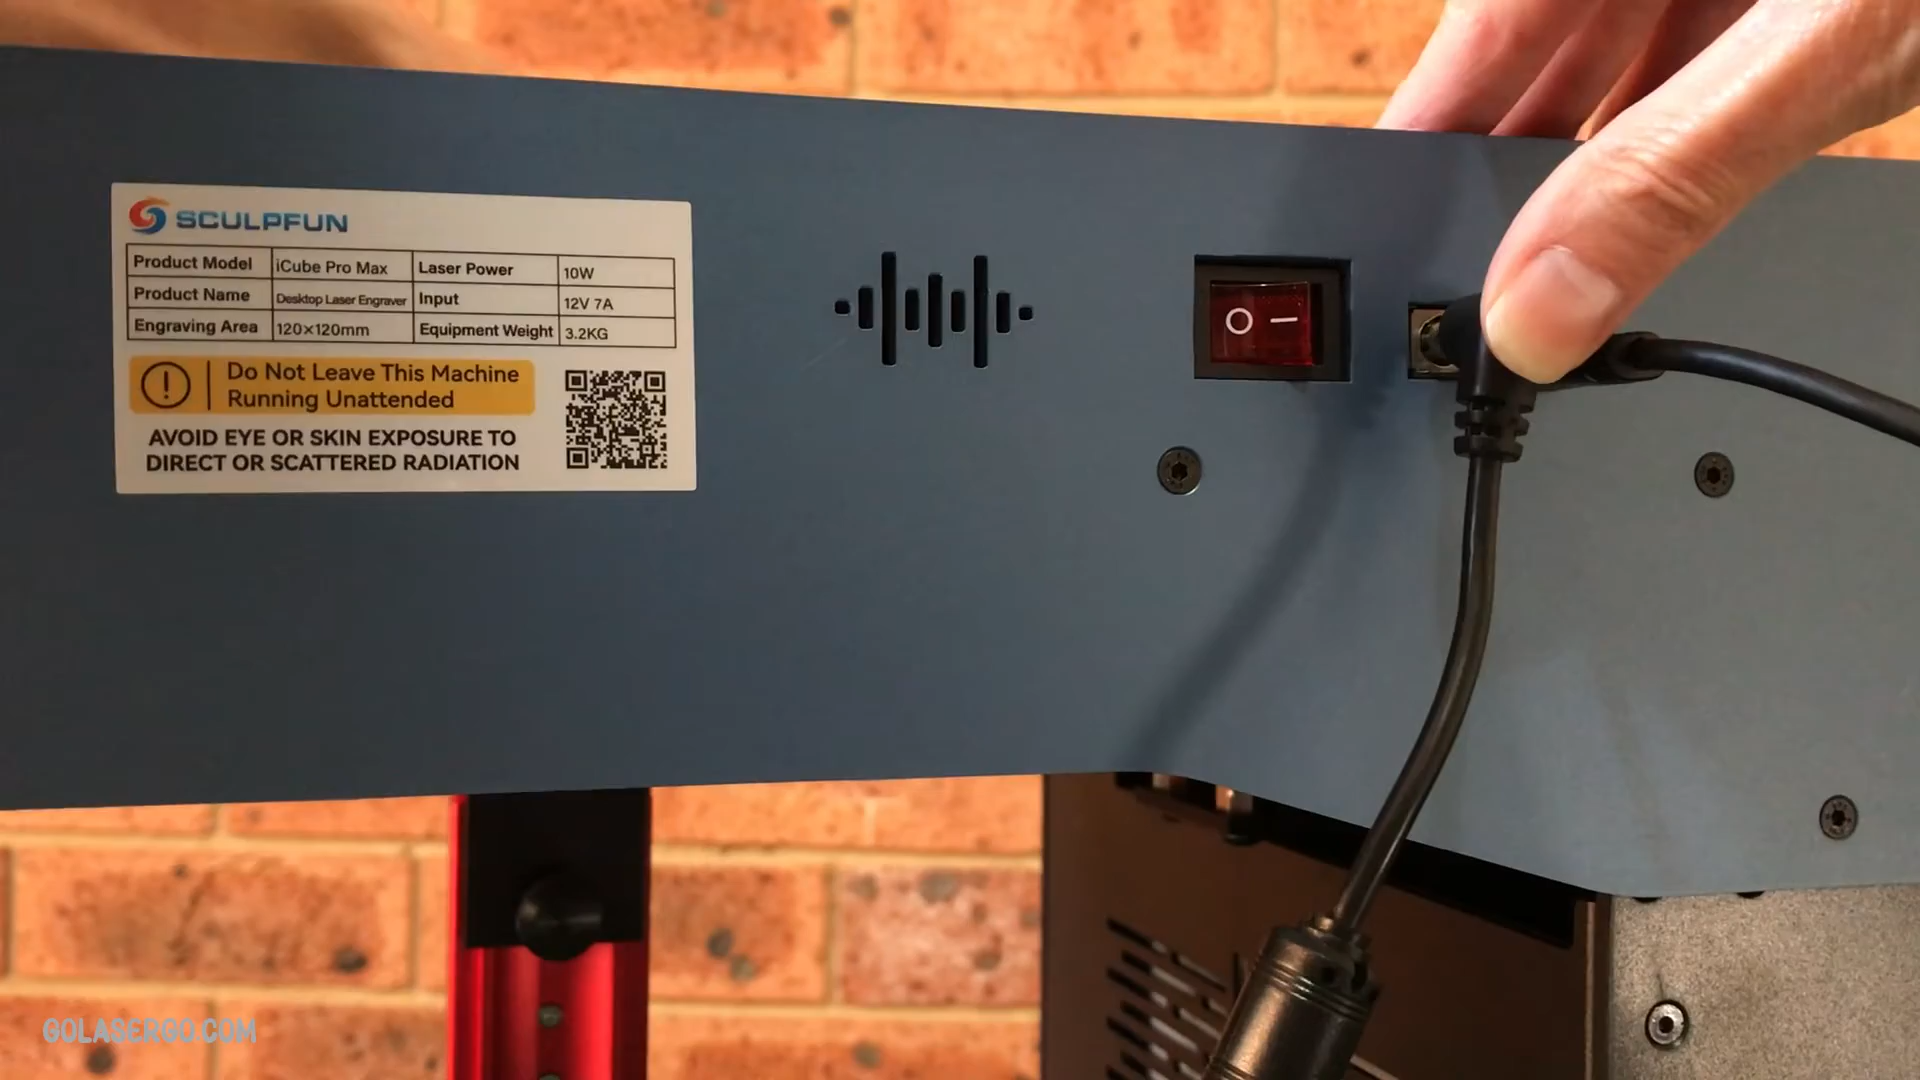 SCULPFUN
Product Model iCube Pro Max Laser Power 10W
Product Name Desktop Laser Engraver Input 12V 7A
Engraving Area 120×120mm Equipment Weight 3.2KG
Do Not Leave This Machine
Running Unattended
AVOID EYE OR SKIN EXPOSURE TO
DIRECT OR SCATTERED RADIATION
GOLASERGO.COM